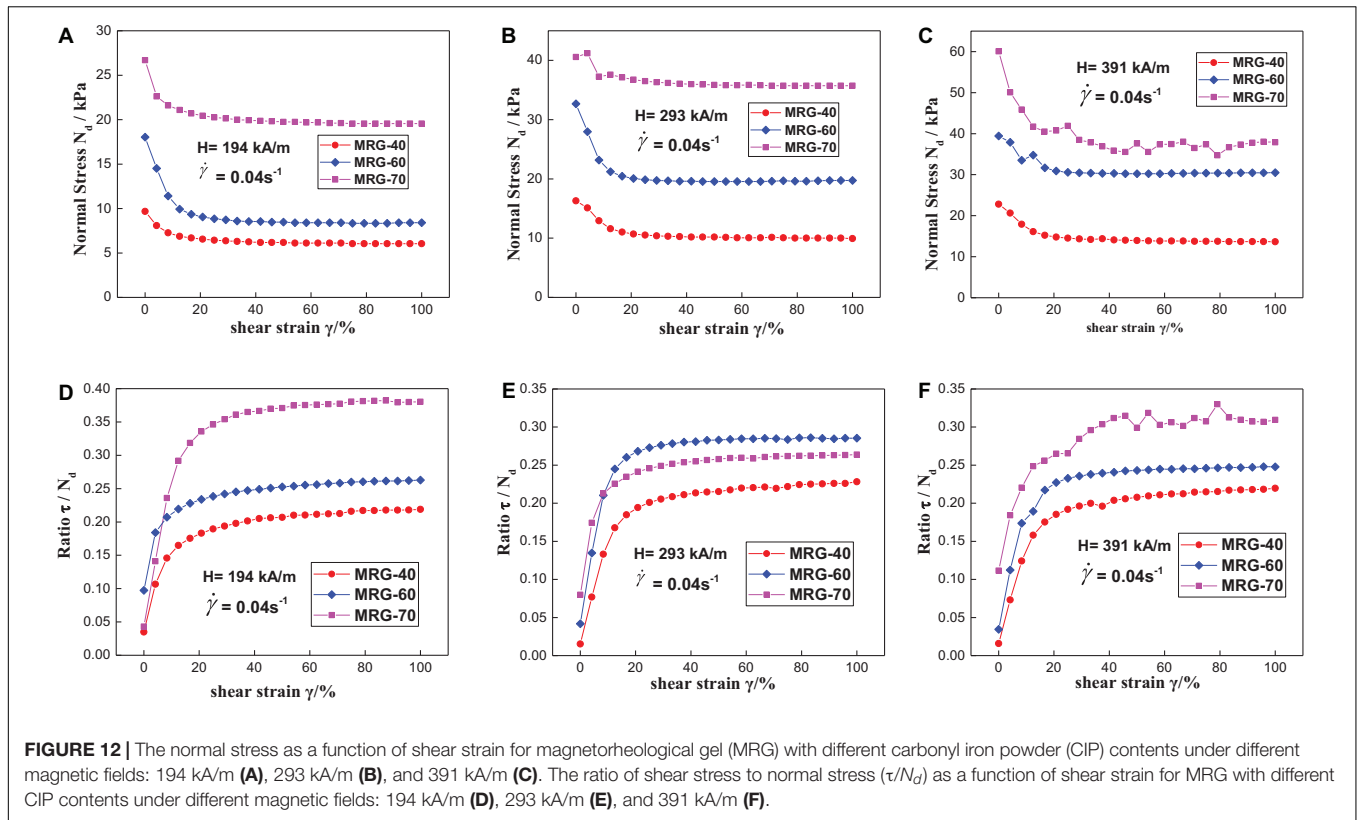 A
Normal Stress N_d / kPa
30
25
20
15
10
5
0
H= 194 kA/m
γ̇ = 0.04s⁻¹
MRG-40
MRG-60
MRG-70
0 20 40 60 80 100
shear strain γ/%
B
Normal Stress N_d / kPa
40
30
20
10
0
H= 293 kA/m
γ̇ = 0.04s⁻¹
MRG-40
MRG-60
MRG-70
0 20 40 60 80 100
shear strain γ/%
C
Normal Stress N_d / kPa
60
50
40
30
20
10
0
H= 391 kA/m
γ̇ = 0.04s⁻¹
MRG-40
MRG-60
MRG-70
0 20 40 60 80 100
shear strain γ/%
D
Ratio τ / N_d
0.40
0.35
0.30
0.25
0.20
0.15
0.10
0.05
0.00
H= 194 kA/m
γ̇ = 0.04s⁻¹
MRG-40
MRG-60
MRG-70
0 20 40 60 80 100
shear strain γ/%
E
Ratio τ / N_d
0.35
0.30
0.25
0.20
0.15
0.10
0.05
0.00
H= 293 kA/m
γ̇ = 0.04s⁻¹
MRG-40
MRG-60
MRG-70
0 20 40 60 80 100
shear strain γ/%
F
Ratio τ / N_d
0.35
0.30
0.25
0.20
0.15
0.10
0.05
0.00
H= 391 kA/m
γ̇ = 0.04s⁻¹
MRG-40
MRG-60
MRG-70
0 20 40 60 80 100
shear strain γ/%
FIGURE 12 | The normal stress as a function of shear strain for magnetorheological gel (MRG) with different carbonyl iron powder (CIP) contents under different
magnetic fields: 194 kA/m (A), 293 kA/m (B), and 391 kA/m (C). The ratio of shear stress to normal stress (τ/N_d) as a function of shear strain for MRG with different
CIP contents under different magnetic fields: 194 kA/m (D), 293 kA/m (E), and 391 kA/m (F).